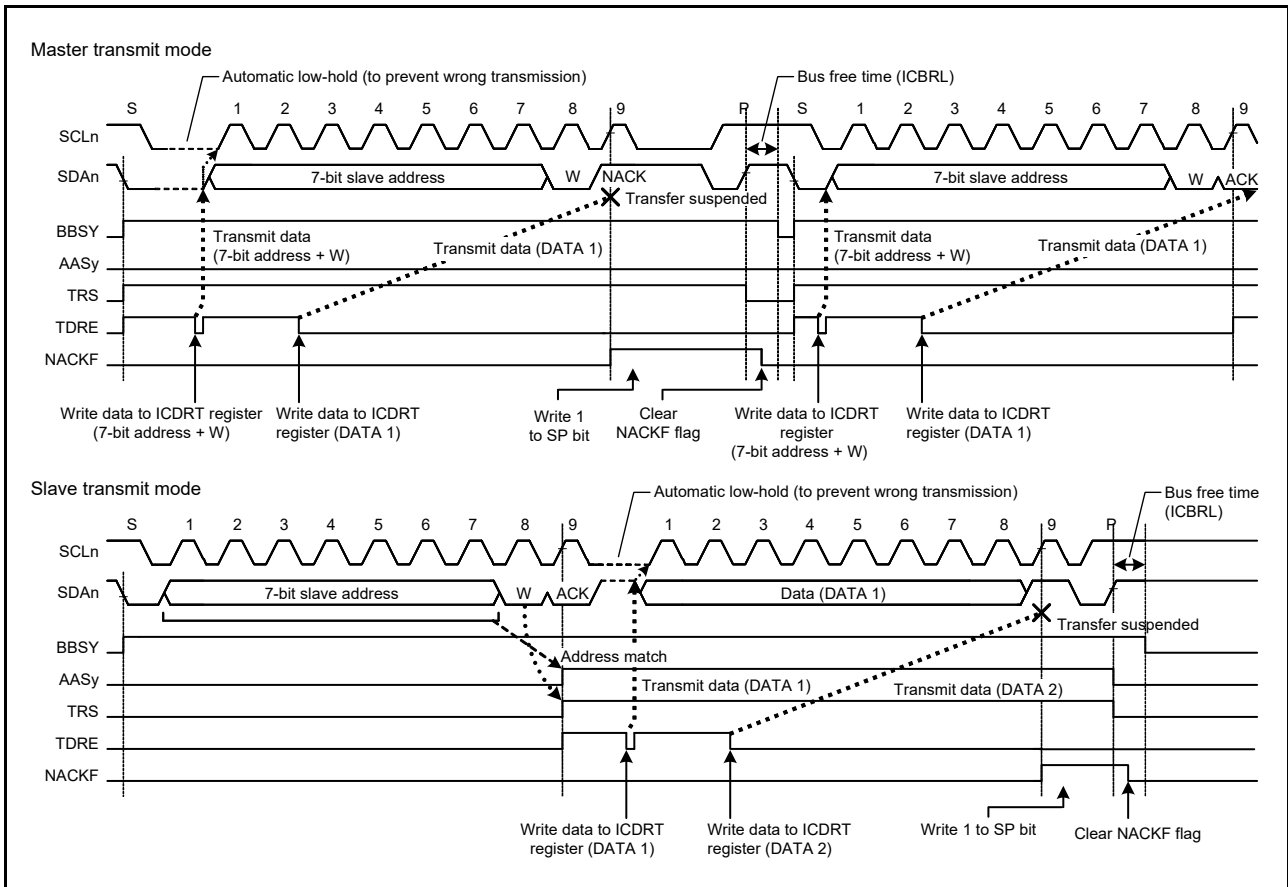 Master transmit mode
Automatic low-hold (to prevent wrong transmission)
Bus free time (ICBRL)
S 1 2 3 4 5 6 7 8 9 P S 1 2 3 4 5 6 7 8 9
SCLn
SDAn 7-bit slave address W NACK 7-bit slave address W ACK
Transfer suspended
BBSY
Transmit data
(7-bit address + W)
Transmit data (DATA 1)
Transmit data
(7-bit address + W)
Transmit data (DATA 1)
AASy
TRS
TDRE
NACKF
Write data to ICDRT register
(7-bit address + W)
Write data to ICDRT
register (DATA 1)
Write 1
to SP bit
Clear
NACKF flag
Write data to ICDRT
register
(7-bit address + W)
Write data to ICDRT
register (DATA 1)
Slave transmit mode
Automatic low-hold (to prevent wrong transmission)
Bus free time
(ICBRL)
S 1 2 3 4 5 6 7 8 9 1 2 3 4 5 6 7 8 9 P
SCLn
SDAn 7-bit slave address W ACK Data (DATA 1)
Transfer suspended
BBSY
Address match
AASy
Transmit data (DATA 1)
Transmit data (DATA 2)
TRS
TDRE
NACKF
Write data to ICDRT
register (DATA 1)
Write data to ICDRT
register (DATA 2)
Write 1 to SP bit
Clear NACKF flag